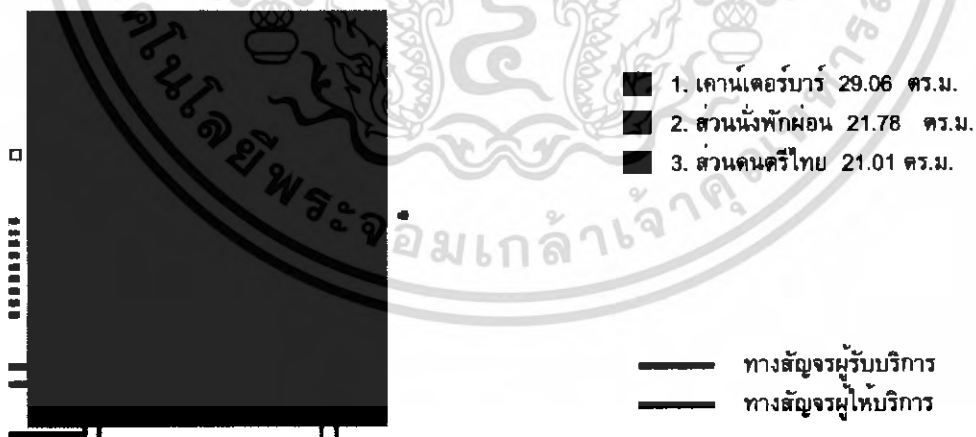 1. เคาน์เตอร์บาร์ 29.06 ตร.ม.
2. ส่วนนั่งพักผ่อน 21.78 ตร.ม.
3. ส่วนดนตรีไทย 21.01 ตร.ม.
ทางสัญจรผู้รับบริการ
ทางสัญจรผู้ให้บริการ